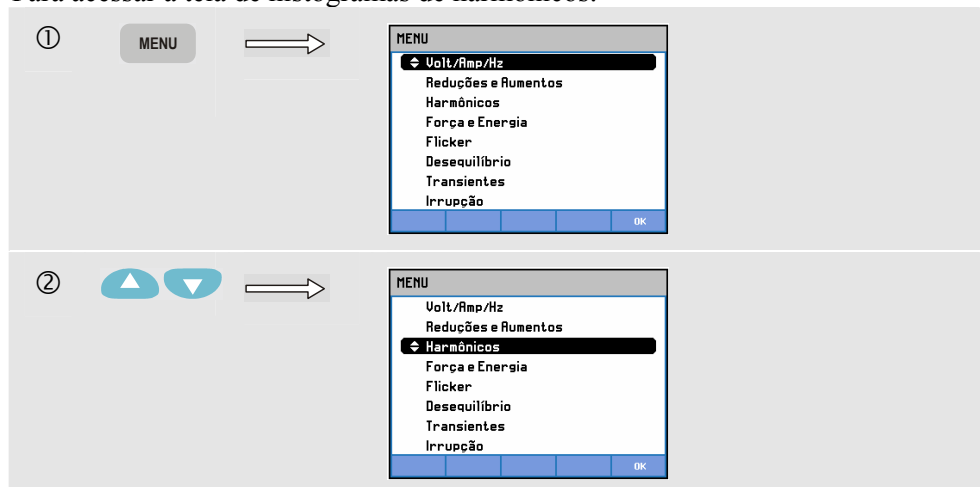 Para acessar a tela de histogramas de harmônicos:
①
MENU
MENU
Volt/Amp/Hz
Reduções e Aumentos
Harmônicos
Força e Energia
Flicker
Desequilíbrio
Transientes
Irrupção
OK
②
MENU
Volt/Amp/Hz
Reduções e Aumentos
Harmônicos
Força e Energia
Flicker
Desequilíbrio
Transientes
Irrupção
OK